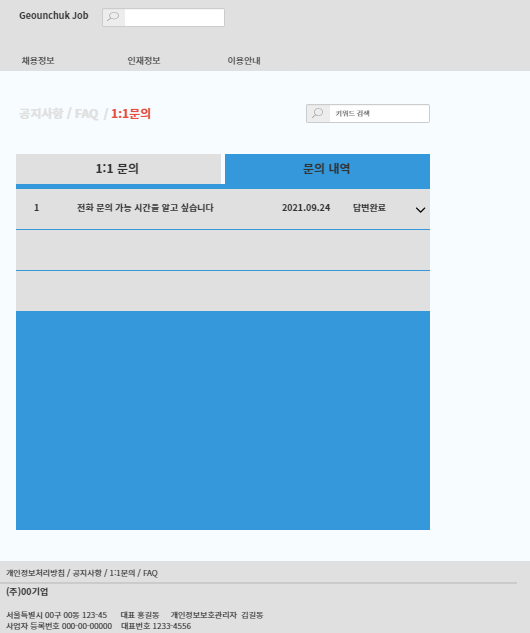 Geounchuk Job
채용정보 인재정보 이용안내
공지사항 / FAQ / 1:1문의 키워드 검색
1:1 문의 문의 내역
1 전화 문의 가능 시간을 알고 싶습니다 2021.09.24 답변완료
개인정보처리방침 / 공지사항 / 1:1문의 / FAQ
(주)00기업
서울특별시 00구 00동 123-45 대표 홍길동 개인정보보호관리자 김길동
사업자 등록번호 000-00-00000 대표번호 1233-4556